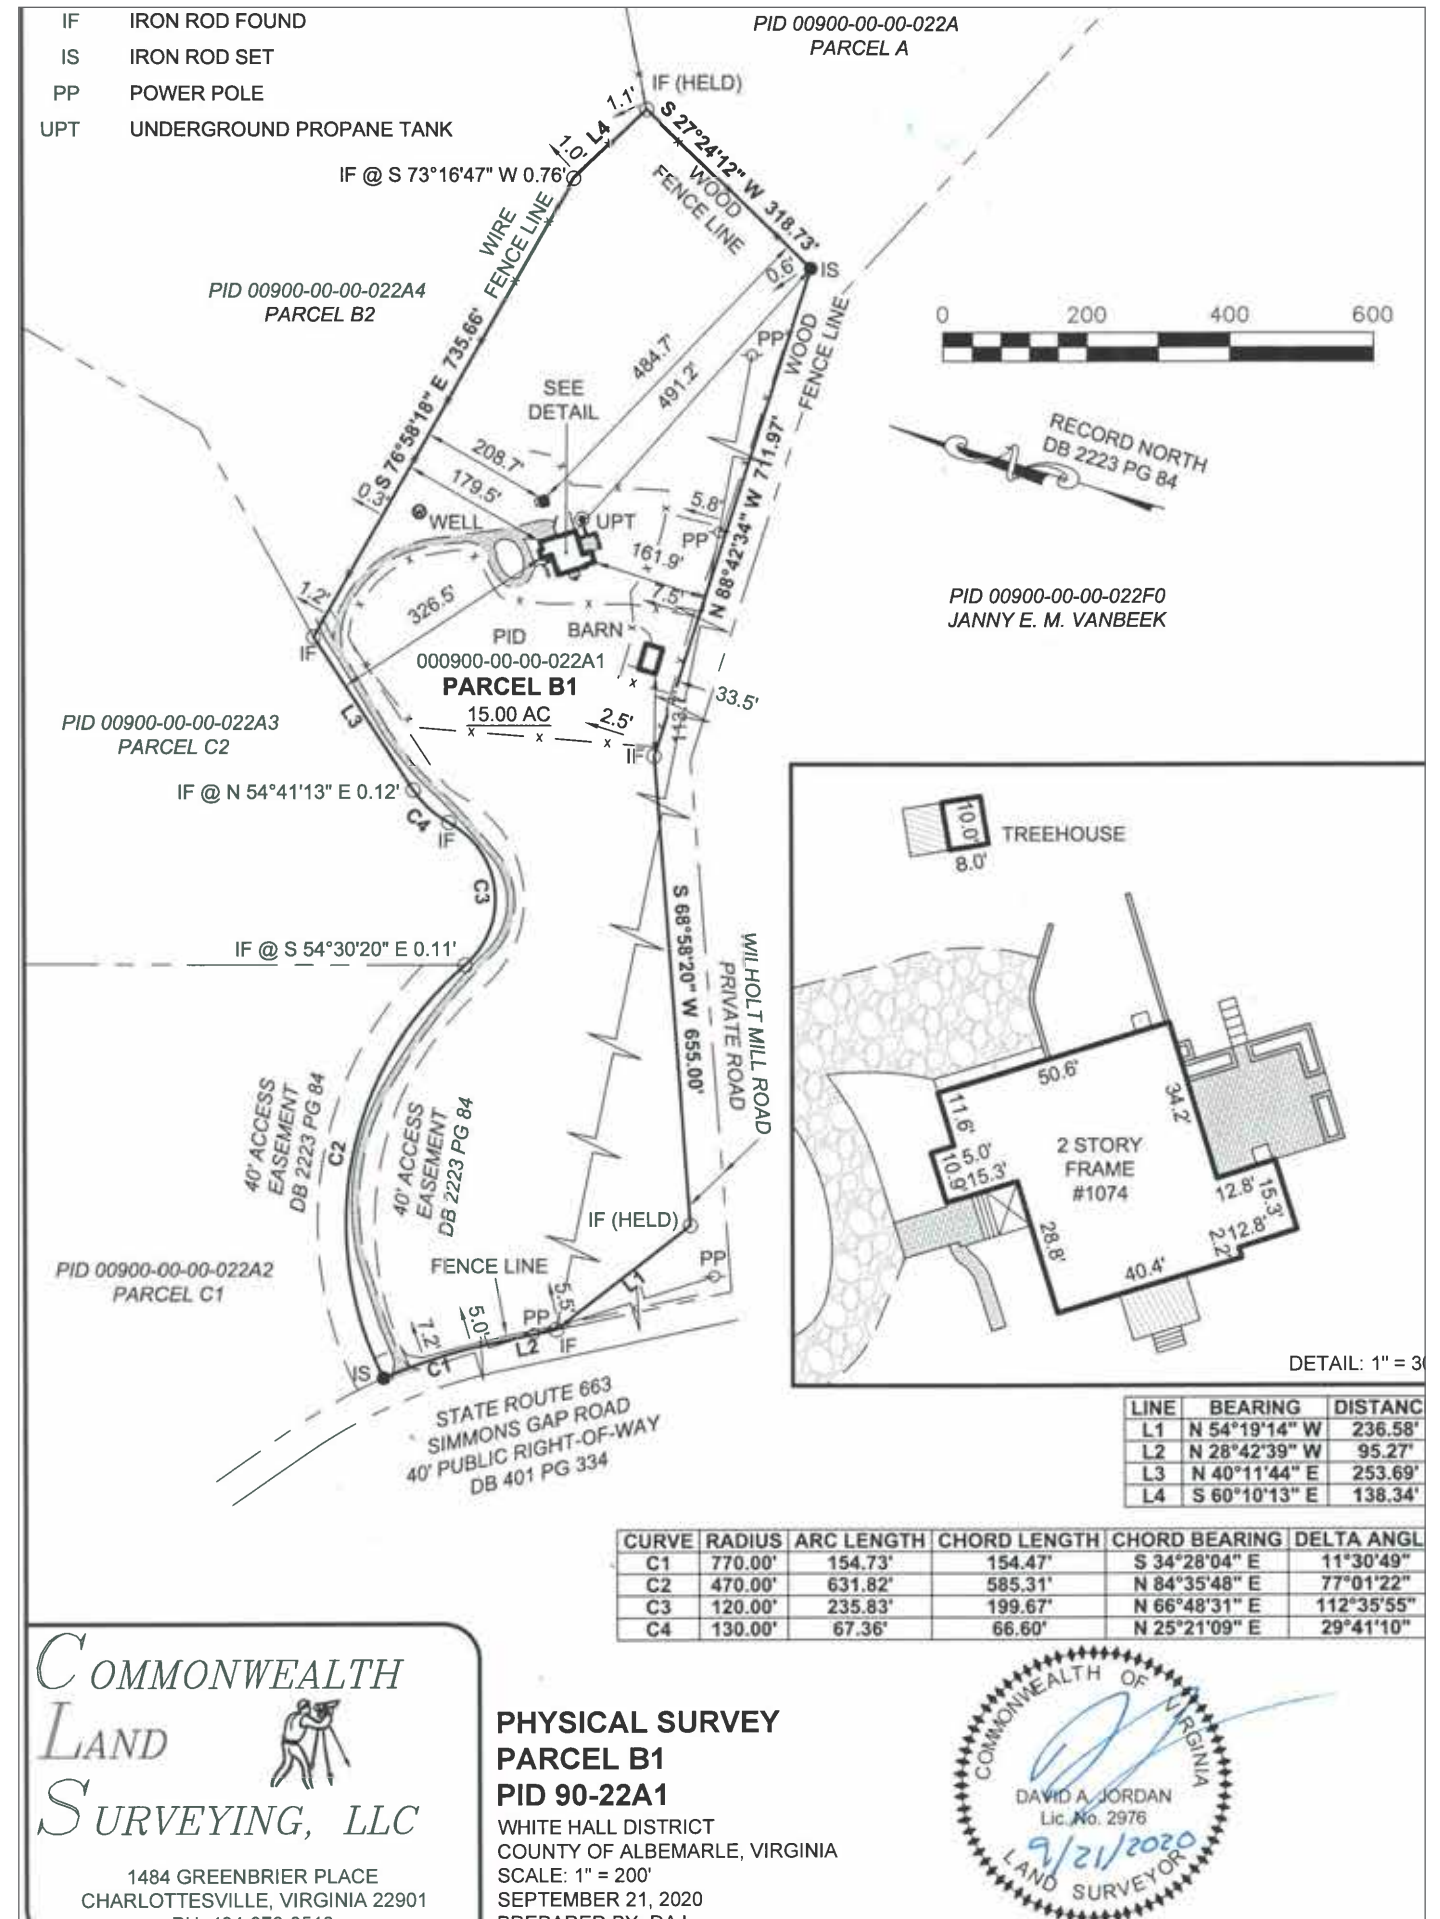 IF IRON ROD FOUND
IS IRON ROD SET
PP POWER POLE
UPT UNDERGROUND PROPANE TANK
PID 00900-00-00-022A
PARCEL A
IF (HELD)
1.1'
L4
1.0'
IF @ S 73°16'47" W 0.76'
S 27°24'12" W 318.73'
WOOD
FENCE LINE
0.6'
IS
WIRE
FENCE LINE
PID 00900-00-00-022A4
PARCEL B2
S 76°58'18" E 735.66'
0 200 400 600
PP
WOOD
FENCE LINE
484.7'
491.2'
SEE
DETAIL
RECORD NORTH
DB 2223 PG 84
208.7'
179.5'
0.3'
WELL
UPT
5.8'
PP
161.9'
7.5'
N 88°42'34" W 711.97'
PID 00900-00-00-022F0
JANNY E. M. VANBEEK
1.2'
326.5'
IF
PID
000900-00-00-022A1
PARCEL B1
15.00 AC
BARN
2.5'
33.5'
IF
L3
PID 00900-00-00-022A3
PARCEL C2
IF @ N 54°41'13" E 0.12'
C4
IF
C3
IF @ S 54°30'20" E 0.11'
S 68°58'20" W 655.00'
WILHOLT MILL ROAD
PRIVATE ROAD
40' ACCESS
EASEMENT
DB 2223 PG 84
C2
40' ACCESS
EASEMENT
DB 2223 PG 84
PID 00900-00-00-022A2
PARCEL C1
IF (HELD)
PP
L1
FENCE LINE
5.5'
5.0'
7.2'
PP
IF
L2
C1
IS
STATE ROUTE 663
SIMMONS GAP ROAD
40' PUBLIC RIGHT-OF-WAY
DB 401 PG 334
10.0'
8.0'
TREEHOUSE
50.6'
11.6'
5.0'
10.9'
15.3'
34.2'
2 STORY
FRAME
#1074
12.8'
15.3'
12.8'
2.2'
28.8'
40.4'
DETAIL: 1" = 30
LINE BEARING DISTANC
L1 N 54°19'14" W 236.58'
L2 N 28°42'39" W 95.27'
L3 N 40°11'44" E 253.69'
L4 S 60°10'13" E 138.34'
CURVE RADIUS ARC LENGTH CHORD LENGTH CHORD BEARING DELTA ANGL
C1 770.00' 154.73' 154.47' S 34°28'04" E 11°30'49"
C2 470.00' 631.82' 585.31' N 84°35'48" E 77°01'22"
C3 120.00' 235.83' 199.67' N 66°48'31" E 112°35'55"
C4 130.00' 67.36' 66.60' N 25°21'09" E 29°41'10"
COMMONWEALTH
LAND
SURVEYING, LLC
1484 GREENBRIER PLACE
CHARLOTTESVILLE, VIRGINIA 22901
PHYSICAL SURVEY
PARCEL B1
PID 90-22A1
WHITE HALL DISTRICT
COUNTY OF ALBEMARLE, VIRGINIA
SCALE: 1" = 200'
SEPTEMBER 21, 2020
PREPARED BY: DAJ
COMMONWEALTH OF VIRGINIA
DAVID A. JORDAN
Lic. No. 2976
9/21/2020
LAND SURVEYOR